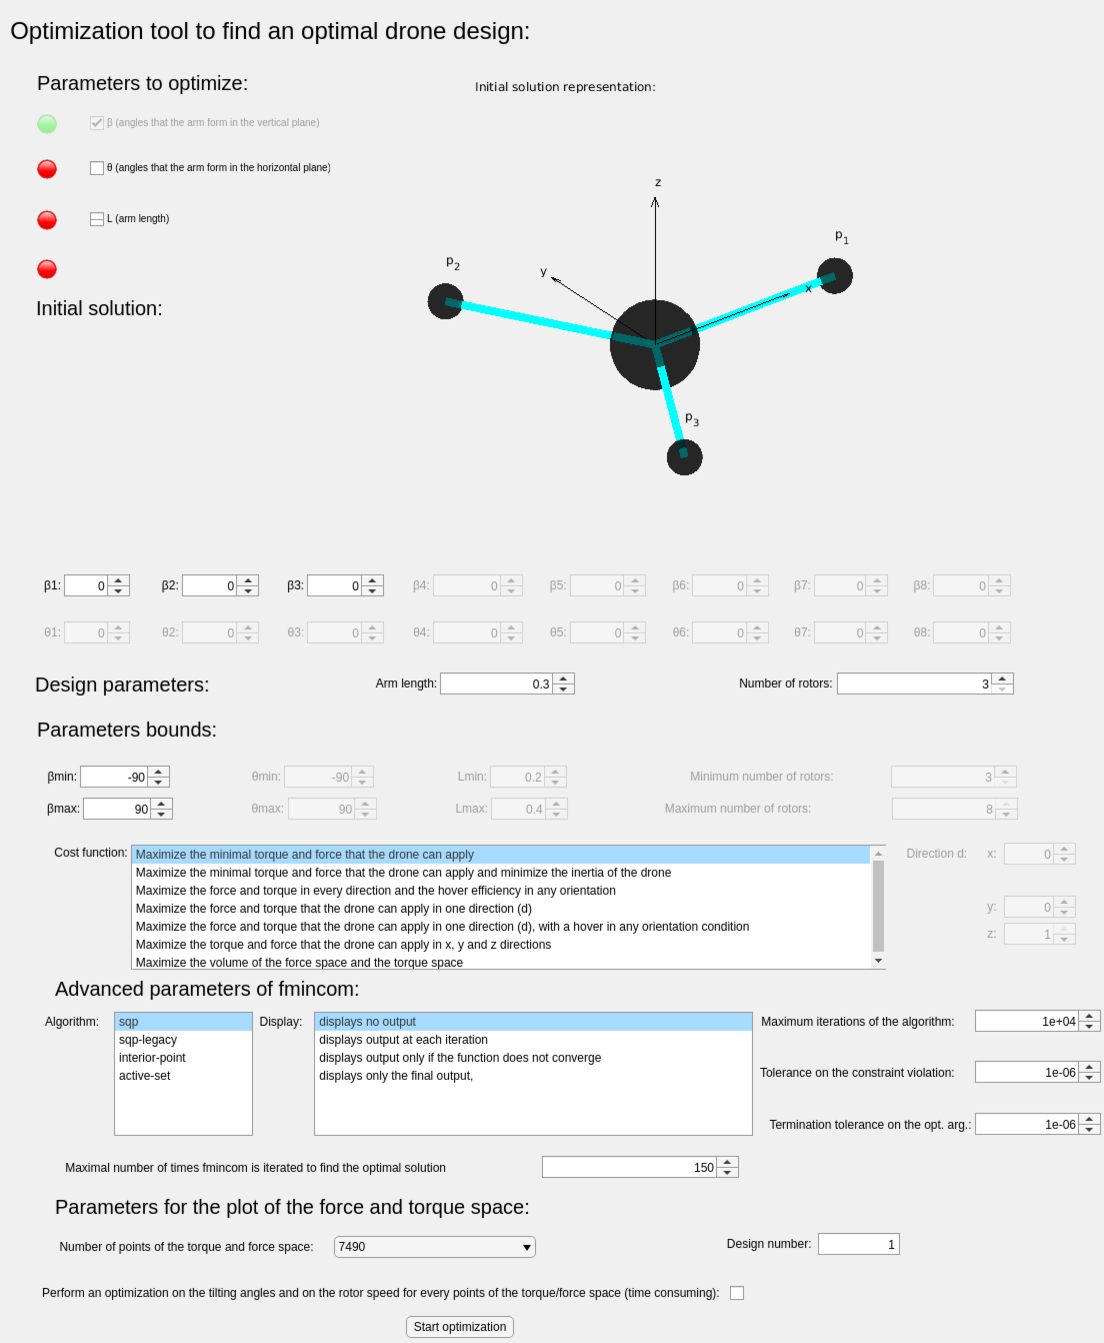 Optimization tool to find an optimal drone design:
Parameters to optimize:
Initial solution representation:
β (angles that the arm form in the vertical plane)
θ (angles that the arm form in the horizontal plane)
L (arm length)
Initial solution:
z
y
x
p1
p2
p3
β1: 0 β2: 0 β3: 0 β4: 0 β5: 0 β6: 0 β7: 0 β8: 0
θ1: 0 θ2: 0 θ3: 0 θ4: 0 θ5: 0 θ6: 0 θ7: 0 θ8: 0
Design parameters: Arm length: 0.3 Number of rotors: 3
Parameters bounds:
βmin: -90 θmin: -90 Lmin: 0.2 Minimum number of rotors: 3
βmax: 90 θmax: 90 Lmax: 0.4 Maximum number of rotors: 8
Cost function:
Maximize the minimal torque and force that the drone can apply
Maximize the minimal torque and force that the drone can apply and minimize the inertia of the drone
Maximize the force and torque in every direction and the hover efficiency in any orientation
Maximize the force and torque that the drone can apply in one direction (d)
Maximize the force and torque that the drone can apply in one direction (d), with a hover in any orientation condition
Maximize the torque and force that the drone can apply in x, y and z directions
Maximize the volume of the force space and the torque space
Direction d: x: 0
y: 0
z: 1
Advanced parameters of fmincom:
Algorithm:
sqp
sqp-legacy
interior-point
active-set
Display:
displays no output
displays output at each iteration
displays output only if the function does not converge
displays only the final output,
Maximum iterations of the algorithm: 1e+04
Tolerance on the constraint violation: 1e-06
Termination tolerance on the opt. arg.: 1e-06
Maximal number of times fmincom is iterated to find the optimal solution 150
Parameters for the plot of the force and torque space:
Number of points of the torque and force space: 7490 Design number: 1
Perform an optimization on the tilting angles and on the rotor speed for every points of the torque/force space (time consuming):
Start optimization